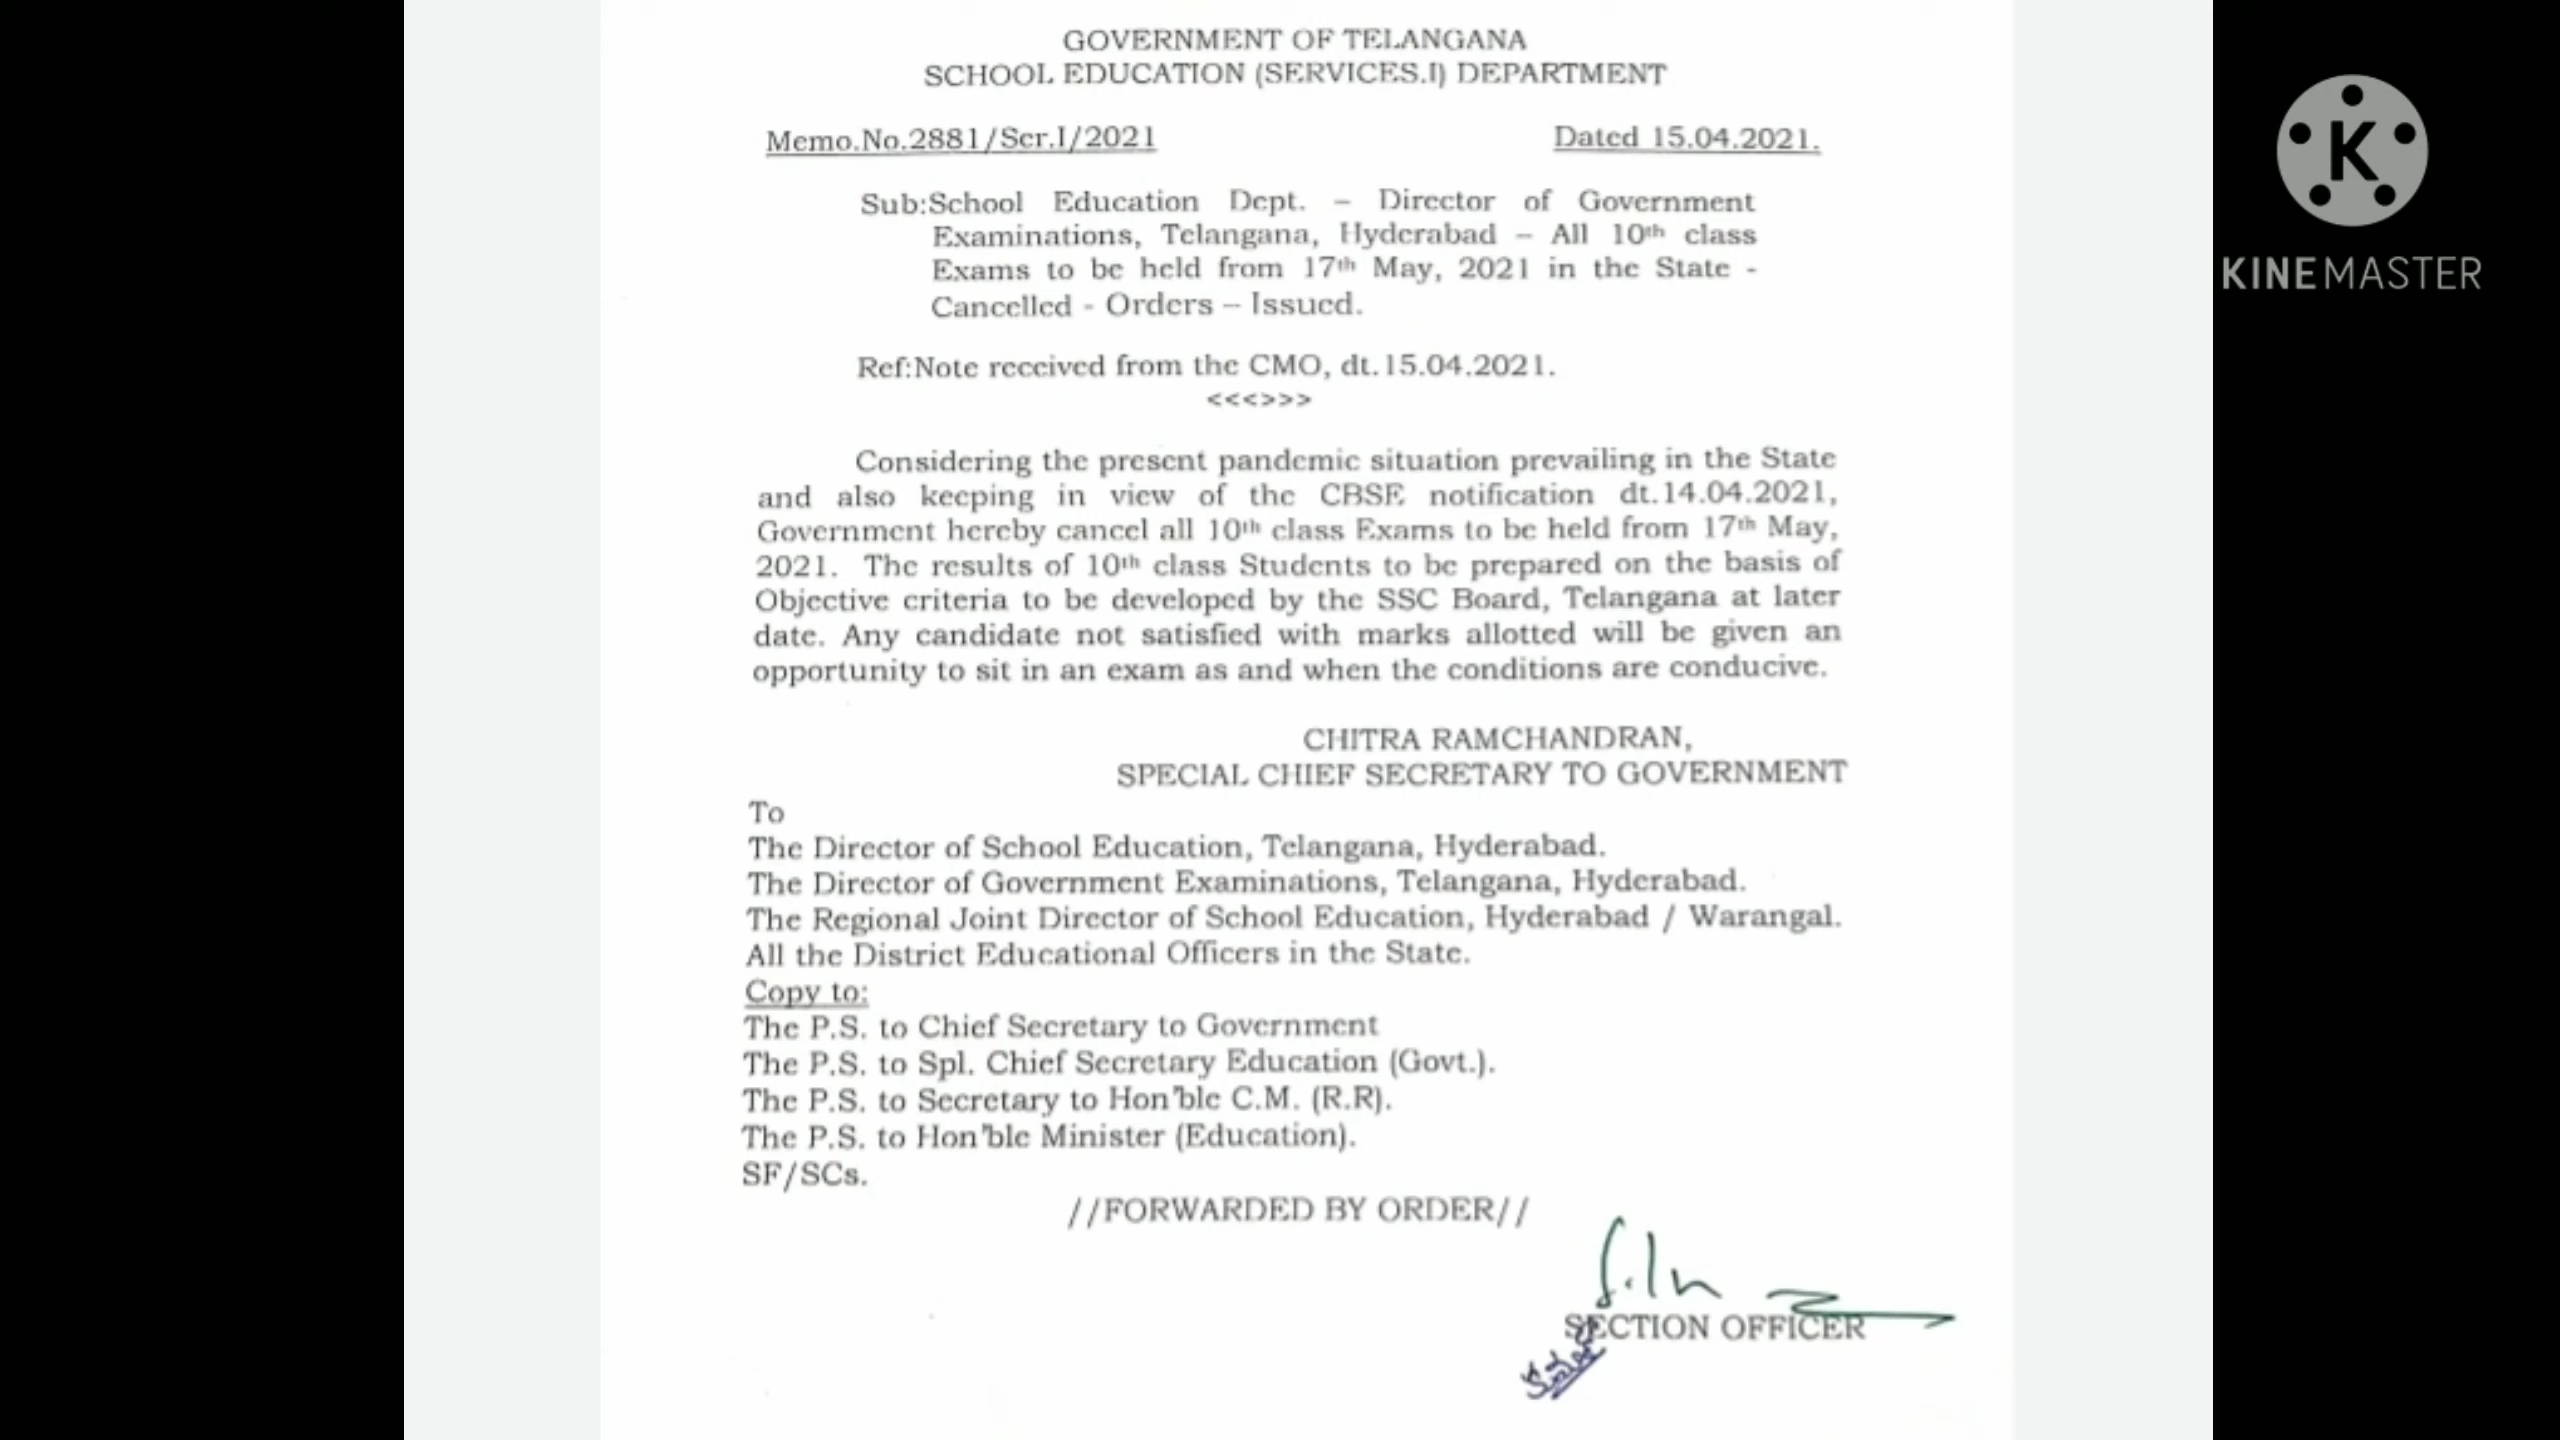 GOVERNMENT OF TELANGANA
SCHOOL EDUCATION (SERVICES.I) DEPARTMENT
Memo.No.2881/Ser.I/2021 Dated 15.04.2021.
Sub:School Education Dept. – Director of Government
Examinations, Telangana, Hyderabad – All 10th class
Exams to be held from 17th May, 2021 in the State -
Cancelled - Orders – Issued.
Ref:Note received from the CMO, dt.15.04.2021.
<<<>>>
Considering the present pandemic situation prevailing in the State
and also keeping in view of the CBSE notification dt.14.04.2021,
Government hereby cancel all 10th class Exams to be held from 17th May,
2021. The results of 10th class Students to be prepared on the basis of
Objective criteria to be developed by the SSC Board, Telangana at later
date. Any candidate not satisfied with marks allotted will be given an
opportunity to sit in an exam as and when the conditions are conducive.
CHITRA RAMCHANDRAN,
SPECIAL CHIEF SECRETARY TO GOVERNMENT
To
The Director of School Education, Telangana, Hyderabad.
The Director of Government Examinations, Telangana, Hyderabad.
The Regional Joint Director of School Education, Hyderabad / Warangal.
All the District Educational Officers in the State.
Copy to:
The P.S. to Chief Secretary to Government
The P.S. to Spl. Chief Secretary Education (Govt.).
The P.S. to Secretary to Hon'ble C.M. (R.R).
The P.S. to Hon'ble Minister (Education).
SF/SCs.
//FORWARDED BY ORDER//
SECTION OFFICER
K
KINEMASTER